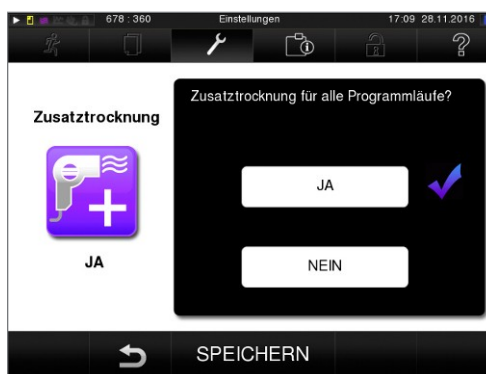 678 : 360 Einstellungen 17:09 28.11.2016
Zusatztrocknung
JA
Zusatztrocknung für alle Programmläufe?
JA
NEIN
SPEICHERN